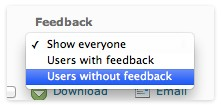 Feedback
✓ Show everyone
Users with feedback
Users without feedback
Download Email